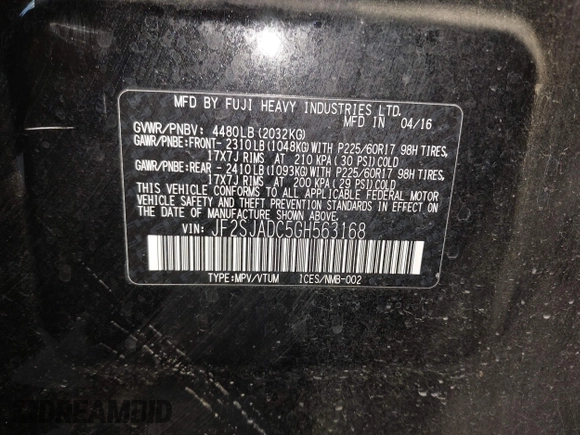 MFD BY FUJI HEAVY INDUSTRIES LTD.
MFD IN 04/16
GVWR/PNBV: 4480LB(2032KG)
GAWR/PNBE:FRONT- 2310LB(1048KG)WITH P225/60R17 98H TIRES,
17X7J RIMS AT 210 KPA(30 PSI)COLD
GAWR/PNBE:REAR -2410LB(1093KG)WITH P225/60R17 98H TIRES,
17X7J RIMS AT 200 KPA(29 PSI)COLD
THIS VEHICLE CONFORMS TO ALL APPLICABLE FEDERAL MOTOR
VEHICLE SAFETY AND THEFT PREVENTION STANDARDS IN EFFECT
ON THE DATE OF MANUFACTURE SHOWN ABOVE.
VIN: JF2SJADC5GH563168
TYPE:MPV/VTUM ICES/NMB-002
IDREAMOID